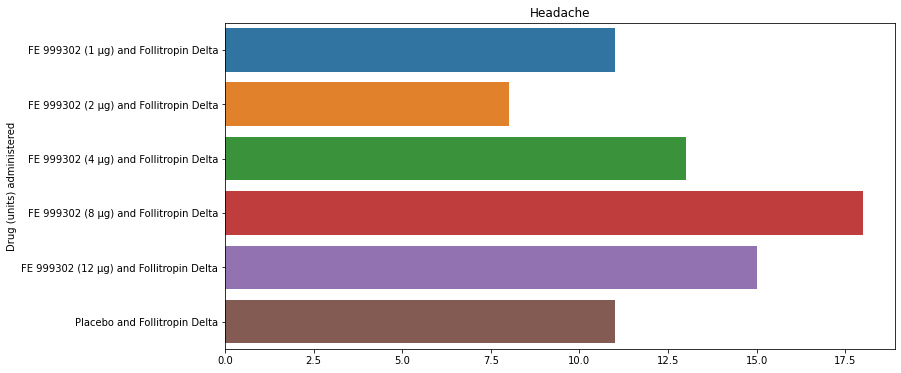 Headache
Drug (units) administered
FE 999302 (1 μg) and Follitropin Delta
FE 999302 (2 μg) and Follitropin Delta
FE 999302 (4 μg) and Follitropin Delta
FE 999302 (8 μg) and Follitropin Delta
FE 999302 (12 μg) and Follitropin Delta
Placebo and Follitropin Delta
0.0 2.5 5.0 7.5 10.0 12.5 15.0 17.5